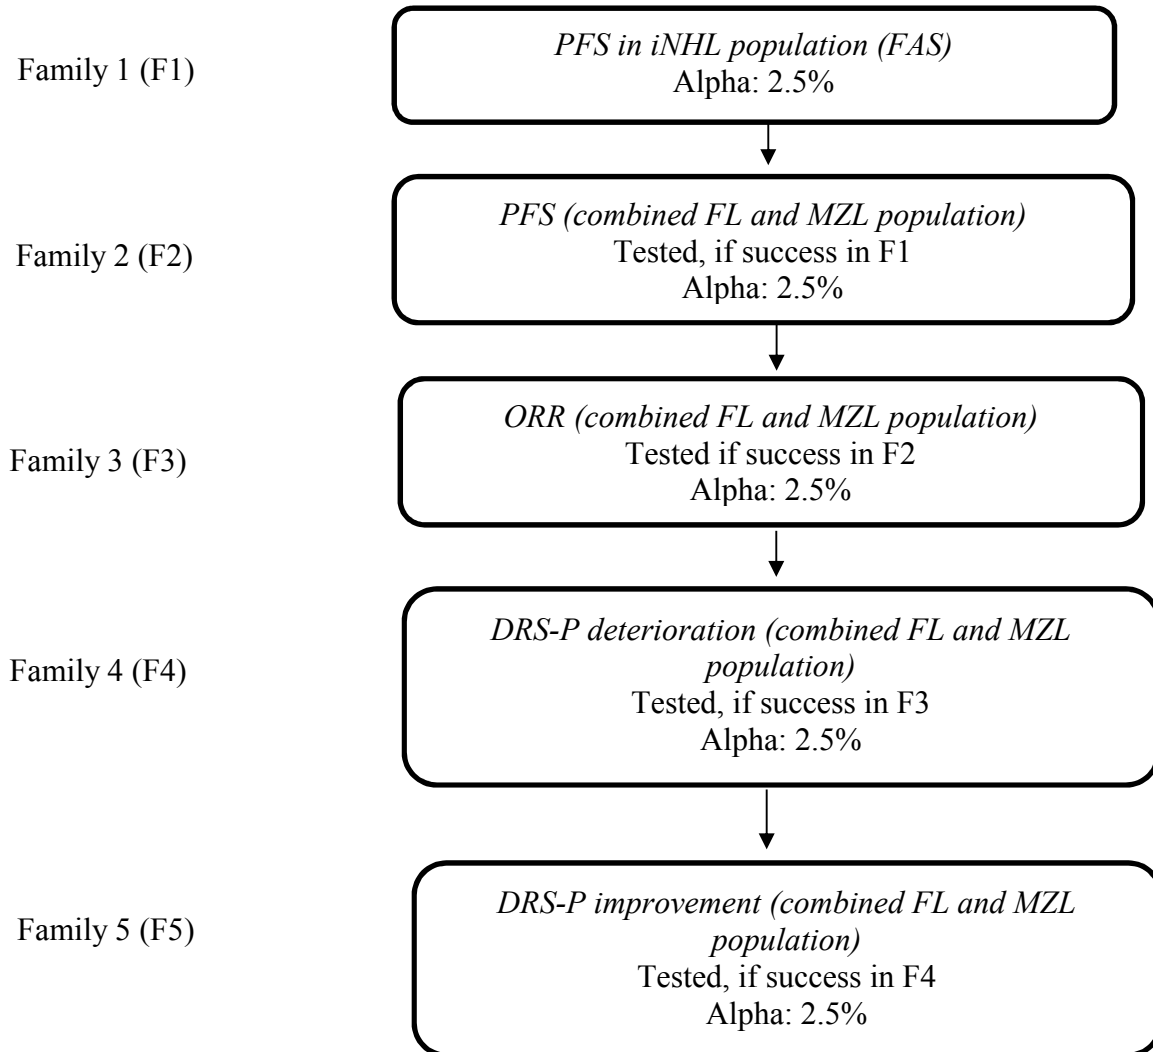 Family 1 (F1)
PFS in iNHL population (FAS)
Alpha: 2.5%
Family 2 (F2)
PFS (combined FL and MZL population)
Tested, if success in F1
Alpha: 2.5%
Family 3 (F3)
ORR (combined FL and MZL population)
Tested if success in F2
Alpha: 2.5%
Family 4 (F4)
DRS-P deterioration (combined FL and MZL
population)
Tested, if success in F3
Alpha: 2.5%
Family 5 (F5)
DRS-P improvement (combined FL and MZL
population)
Tested, if success in F4
Alpha: 2.5%